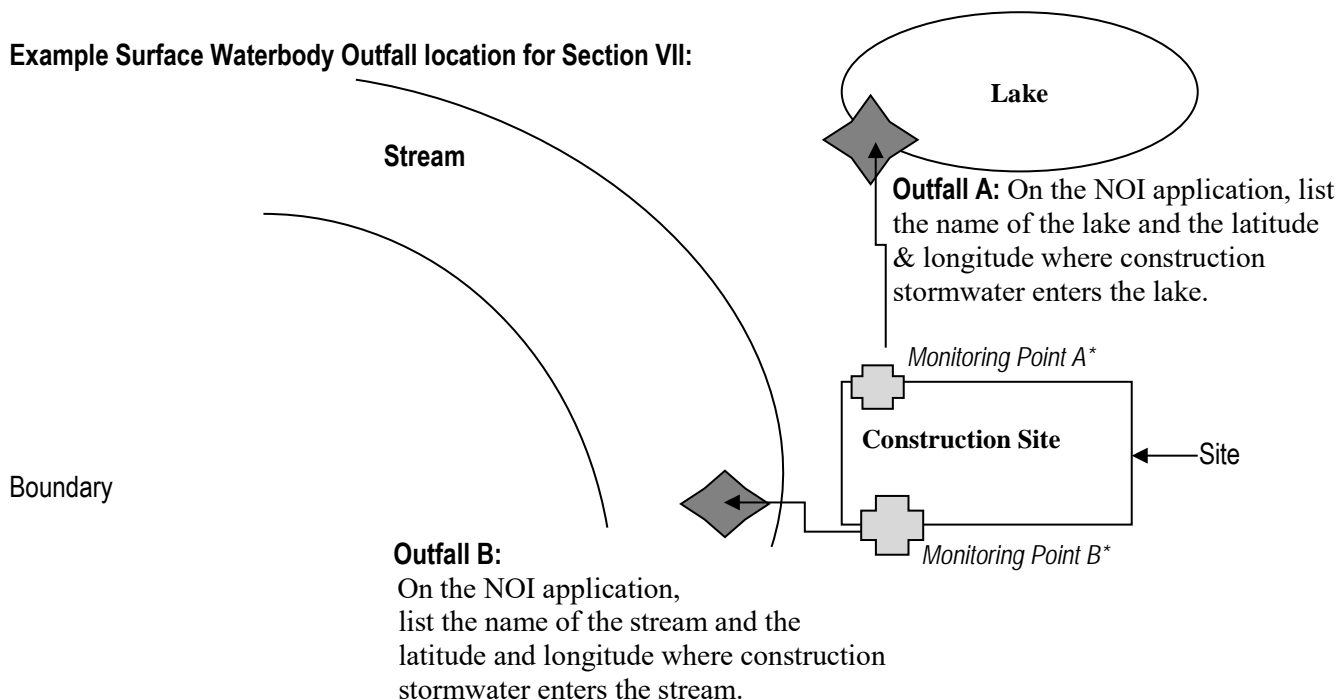 Example Surface Waterbody Outfall location for Section VII:
Lake
Stream
Outfall A: On the NOI application, list
the name of the lake and the latitude
& longitude where construction
stormwater enters the lake.
Monitoring Point A*
Construction Site
Site
Boundary
Monitoring Point B*
Outfall B:
On the NOI application,
list the name of the stream and the
latitude and longitude where construction
stormwater enters the stream.